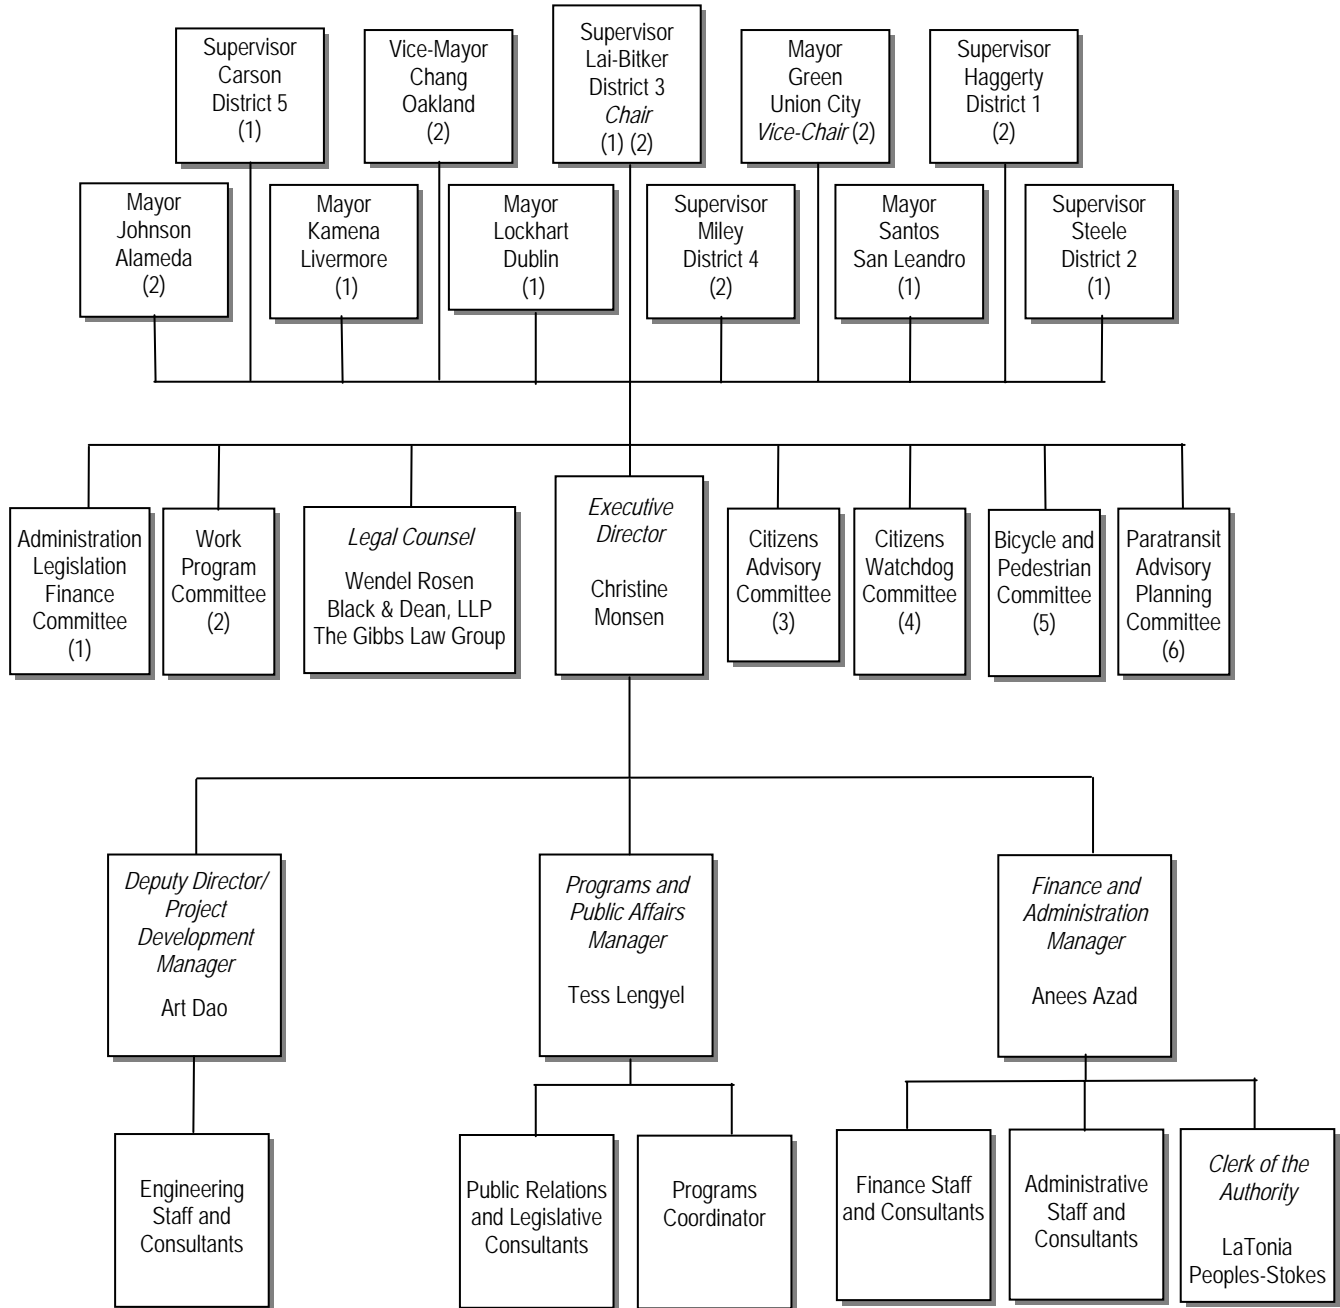 Supervisor
Carson
District 5
(1)
Vice-Mayor
Chang
Oakland
(2)
Supervisor
Lai-Bitker
District 3
Chair
(1) (2)
Mayor
Green
Union City
Vice-Chair (2)
Supervisor
Haggerty
District 1
(2)
Mayor
Johnson
Alameda
(2)
Mayor
Kamena
Livermore
(1)
Mayor
Lockhart
Dublin
(1)
Supervisor
Miley
District 4
(2)
Mayor
Santos
San Leandro
(1)
Supervisor
Steele
District 2
(1)
Administration
Legislation
Finance
Committee
(1)
Work
Program
Committee
(2)
Legal Counsel
Wendel Rosen
Black & Dean, LLP
The Gibbs Law Group
Executive
Director
Christine
Monsen
Citizens
Advisory
Committee
(3)
Citizens
Watchdog
Committee
(4)
Bicycle and
Pedestrian
Committee
(5)
Paratransit
Advisory
Planning
Committee
(6)
Deputy Director/
Project
Development
Manager
Art Dao
Programs and
Public Affairs
Manager
Tess Lengyel
Finance and
Administration
Manager
Anees Azad
Engineering
Staff and
Consultants
Public Relations
and Legislative
Consultants
Programs
Coordinator
Finance Staff
and Consultants
Administrative
Staff and
Consultants
Clerk of the
Authority
LaTonia
Peoples-Stokes